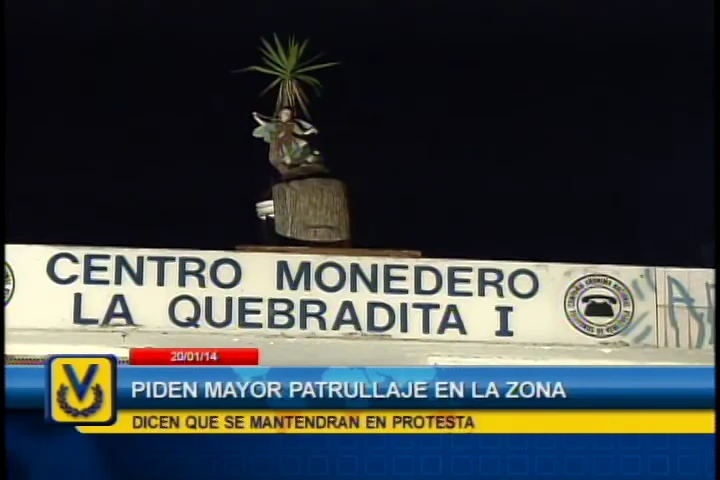 CENTRO MONEDERO
LA QUEBRADITA I
20/01/14
V
PIDEN MAYOR PATRULLAJE EN LA ZONA
DICEN QUE SE MANTENDRAN EN PROTESTA